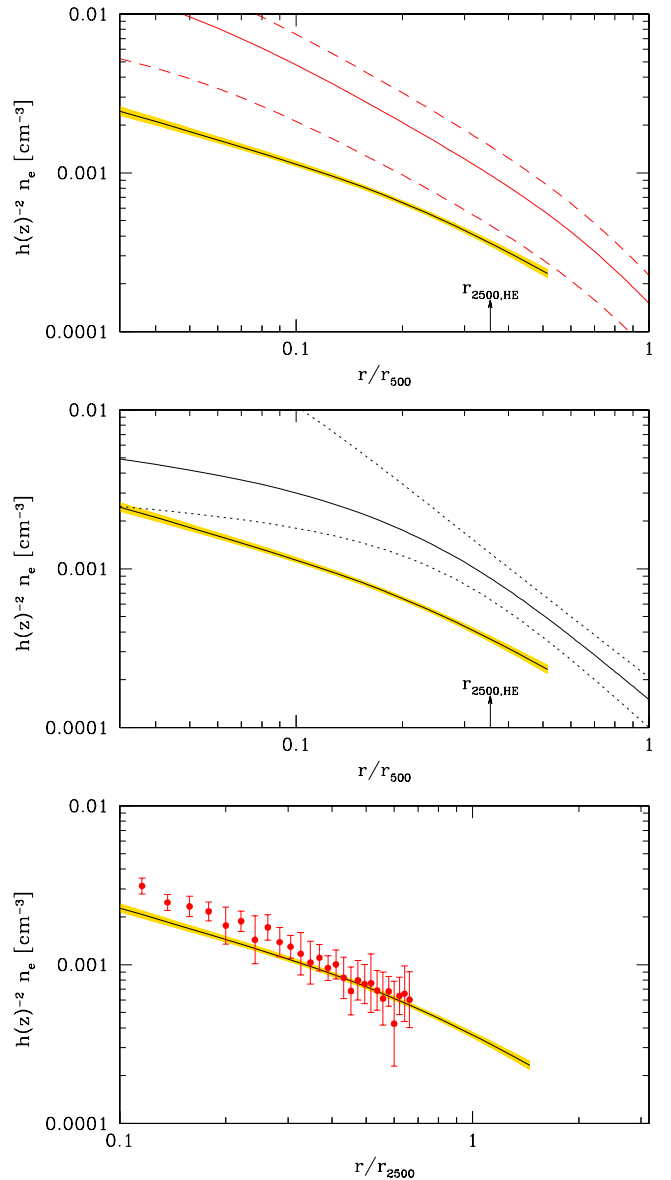 0.01
0.001
0.0001
h(z)⁻² nₑ [cm⁻³]
r₂₅₀₀,HE
0.1
1
r/r₅₀₀
0.01
0.001
0.0001
h(z)⁻² nₑ [cm⁻³]
r₂₅₀₀,HE
0.1
1
r/r₅₀₀
0.01
0.001
0.0001
h(z)⁻² nₑ [cm⁻³]
0.1
1
r/r₂₅₀₀